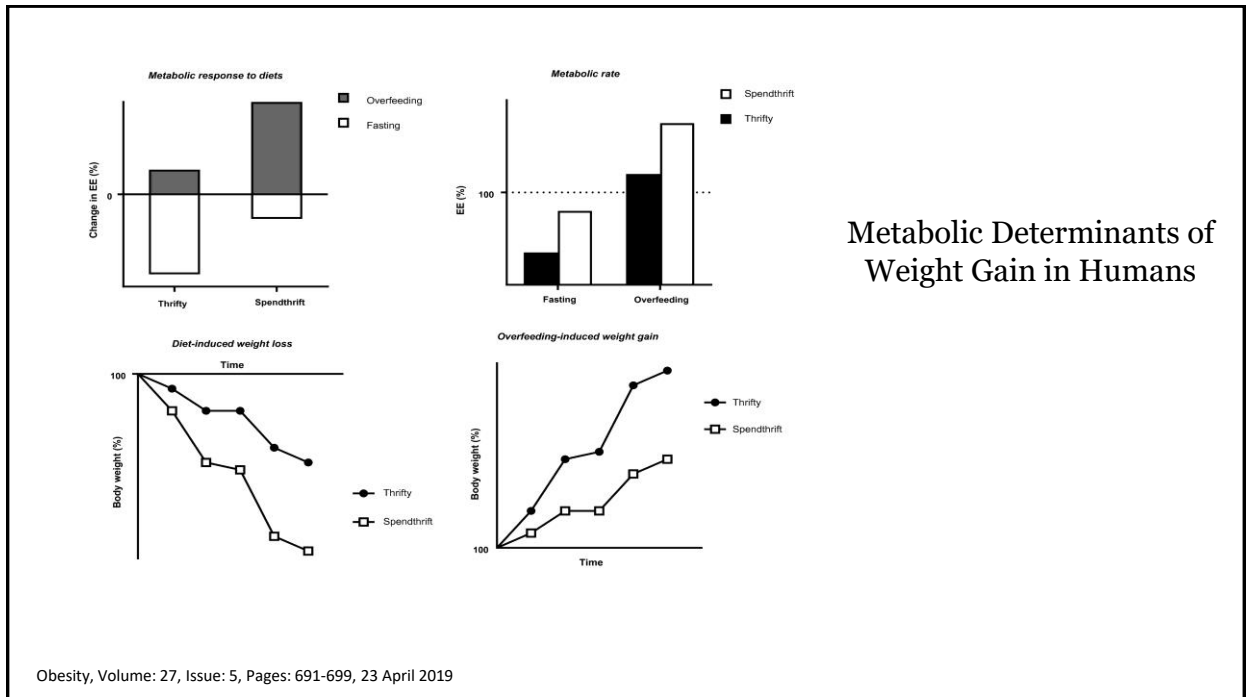 Metabolic response to diets
Overfeeding
Fasting
Change in EE (%)
0
Thrifty
Spendthrift
Metabolic rate
Spendthrift
Thrifty
EE (%)
100
Fasting
Overfeeding
Metabolic Determinants of
Weight Gain in Humans
Diet-induced weight loss
Time
100
Body weight (%)
Thrifty
Spendthrift
Overfeeding-induced weight gain
Thrifty
Spendthrift
Body weight (%)
100
Time
Obesity, Volume: 27, Issue: 5, Pages: 691-699, 23 April 2019